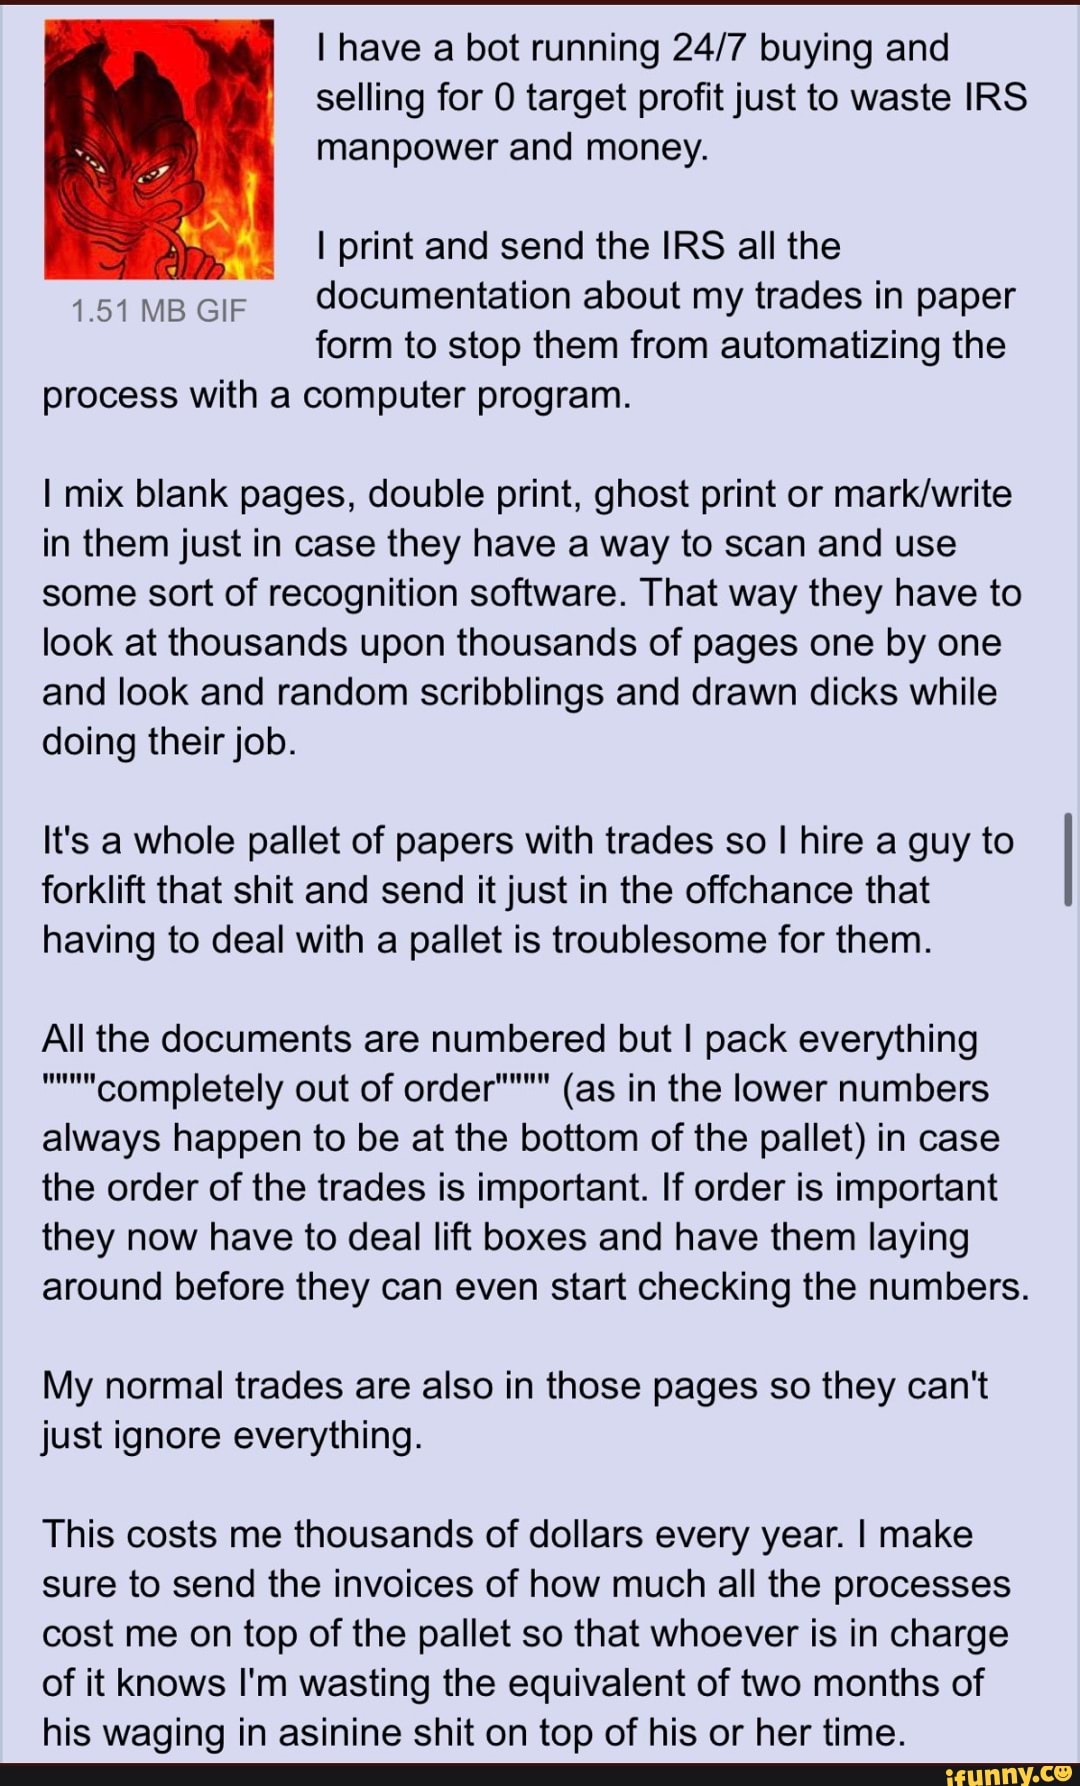 I have a bot running 24/7 buying and
selling for 0 target profit just to waste IRS
manpower and money.
I print and send the IRS all the
documentation about my trades in paper
form to stop them from automatizing the
process with a computer program.
1.51 MB GIF
I mix blank pages, double print, ghost print or mark/write
in them just in case they have a way to scan and use
some sort of recognition software. That way they have to
look at thousands upon thousands of pages one by one
and look and random scribblings and drawn dicks while
doing their job.
It's a whole pallet of papers with trades so I hire a guy to
forklift that shit and send it just in the offchance that
having to deal with a pallet is troublesome for them.
All the documents are numbered but I pack everything
"""""completely out of order""""" (as in the lower numbers
always happen to be at the bottom of the pallet) in case
the order of the trades is important. If order is important
they now have to deal lift boxes and have them laying
around before they can even start checking the numbers.
My normal trades are also in those pages so they can't
just ignore everything.
This costs me thousands of dollars every year. I make
sure to send the invoices of how much all the processes
cost me on top of the pallet so that whoever is in charge
of it knows I'm wasting the equivalent of two months of
his waging in asinine shit on top of his or her time.
ifunny.co